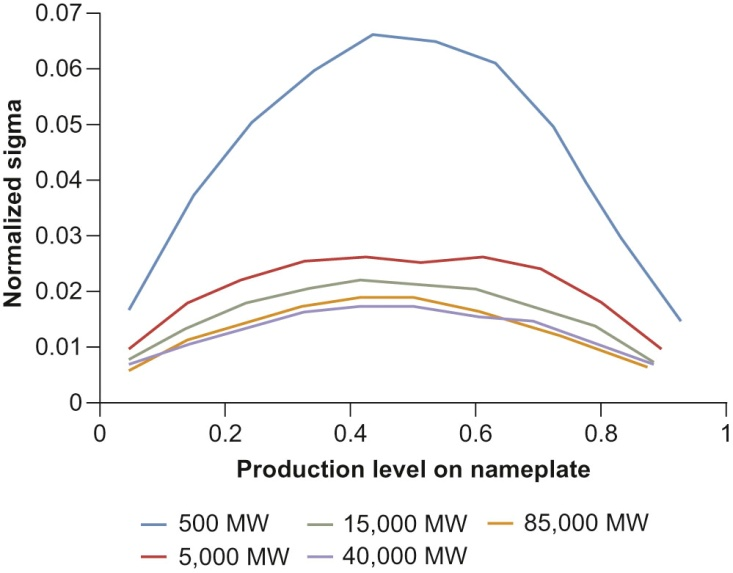 Normalized sigma
0.07
0.06
0.05
0.04
0.03
0.02
0.01
0
0 0.2 0.4 0.6 0.8 1
Production level on nameplate
500 MW 15,000 MW 85,000 MW
5,000 MW 40,000 MW